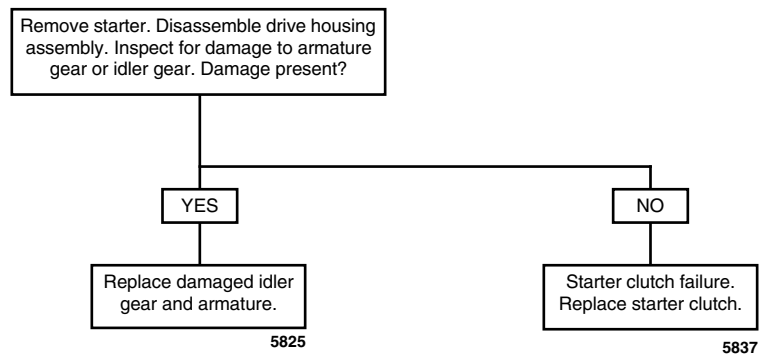 Remove starter. Disassemble drive housing
assembly. Inspect for damage to armature
gear or idler gear. Damage present?
YES
NO
Replace damaged idler
gear and armature.
5825
Starter clutch failure.
Replace starter clutch.
5837